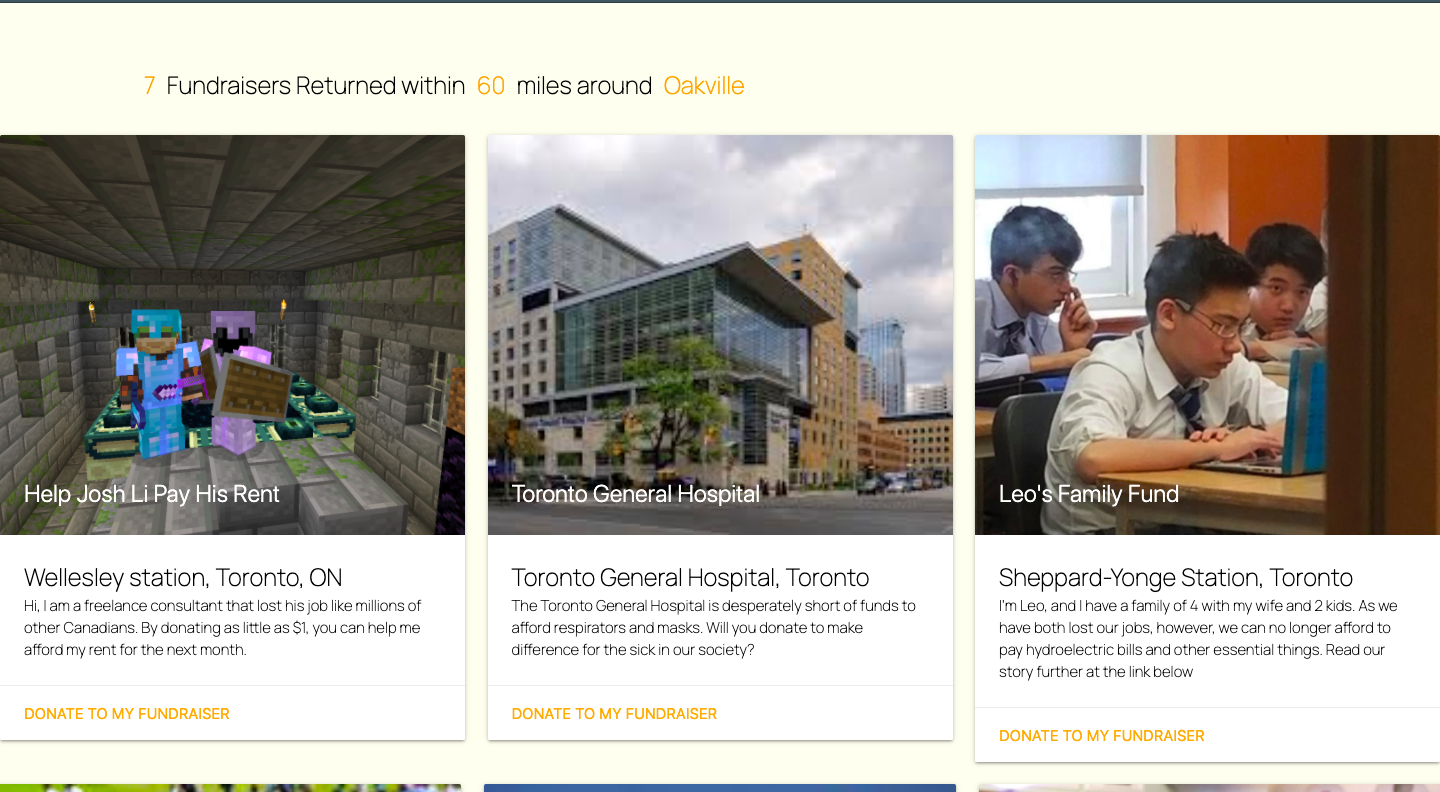 7 Fundraisers Returned within 60 miles around Oakville
Help Josh Li Pay His Rent
Wellesley station, Toronto, ON
Hi, I am a freelance consultant that lost his job like millions of
other Canadians. By donating as little as $1, you can help me
afford my rent for the next month.
DONATE TO MY FUNDRAISER
Toronto General Hospital
Toronto General Hospital, Toronto
The Toronto General Hospital is desperately short of funds to
afford respirators and masks. Will you donate to make
difference for the sick in our society?
DONATE TO MY FUNDRAISER
Leo's Family Fund
Sheppard-Yonge Station, Toronto
I'm Leo, and I have a family of 4 with my wife and 2 kids. As we
have both lost our jobs, however, we can no longer afford to
pay hydroelectric bills and other essential things. Read our
story further at the link below
DONATE TO MY FUNDRAISER